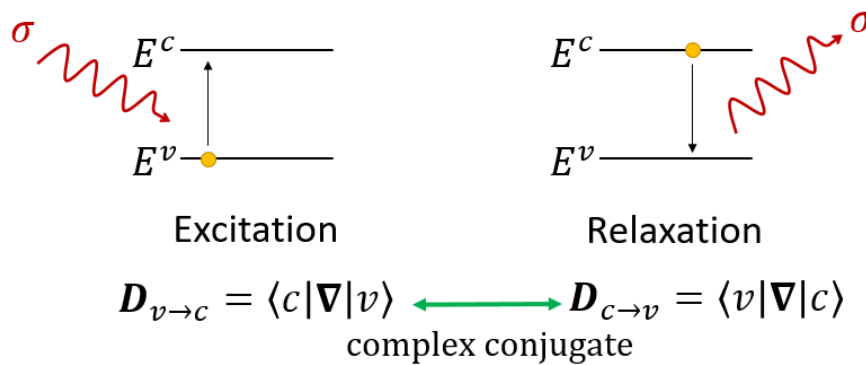 σ σ
E^c E^c
E^v E^v
Excitation Relaxation
D_{v→c} = ⟨c|∇|v⟩ D_{c→v} = ⟨v|∇|c⟩
complex conjugate